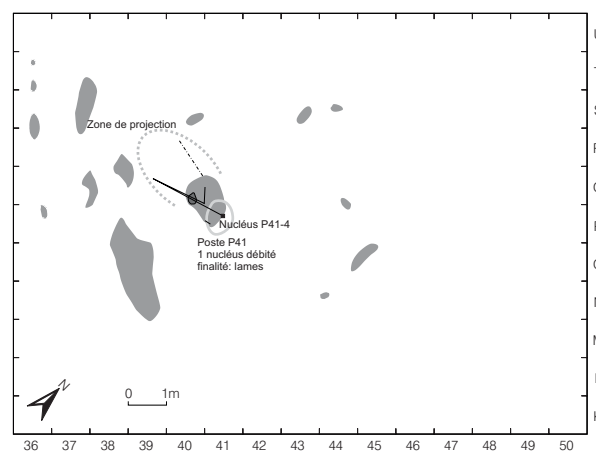 Zone de projection
Nucléus P41-4
Poste P41
1 nucléus débité
finalité: lames
N
0 1m
36 37 38 39 40 41 42 43 44 45 46 47 48 49 50